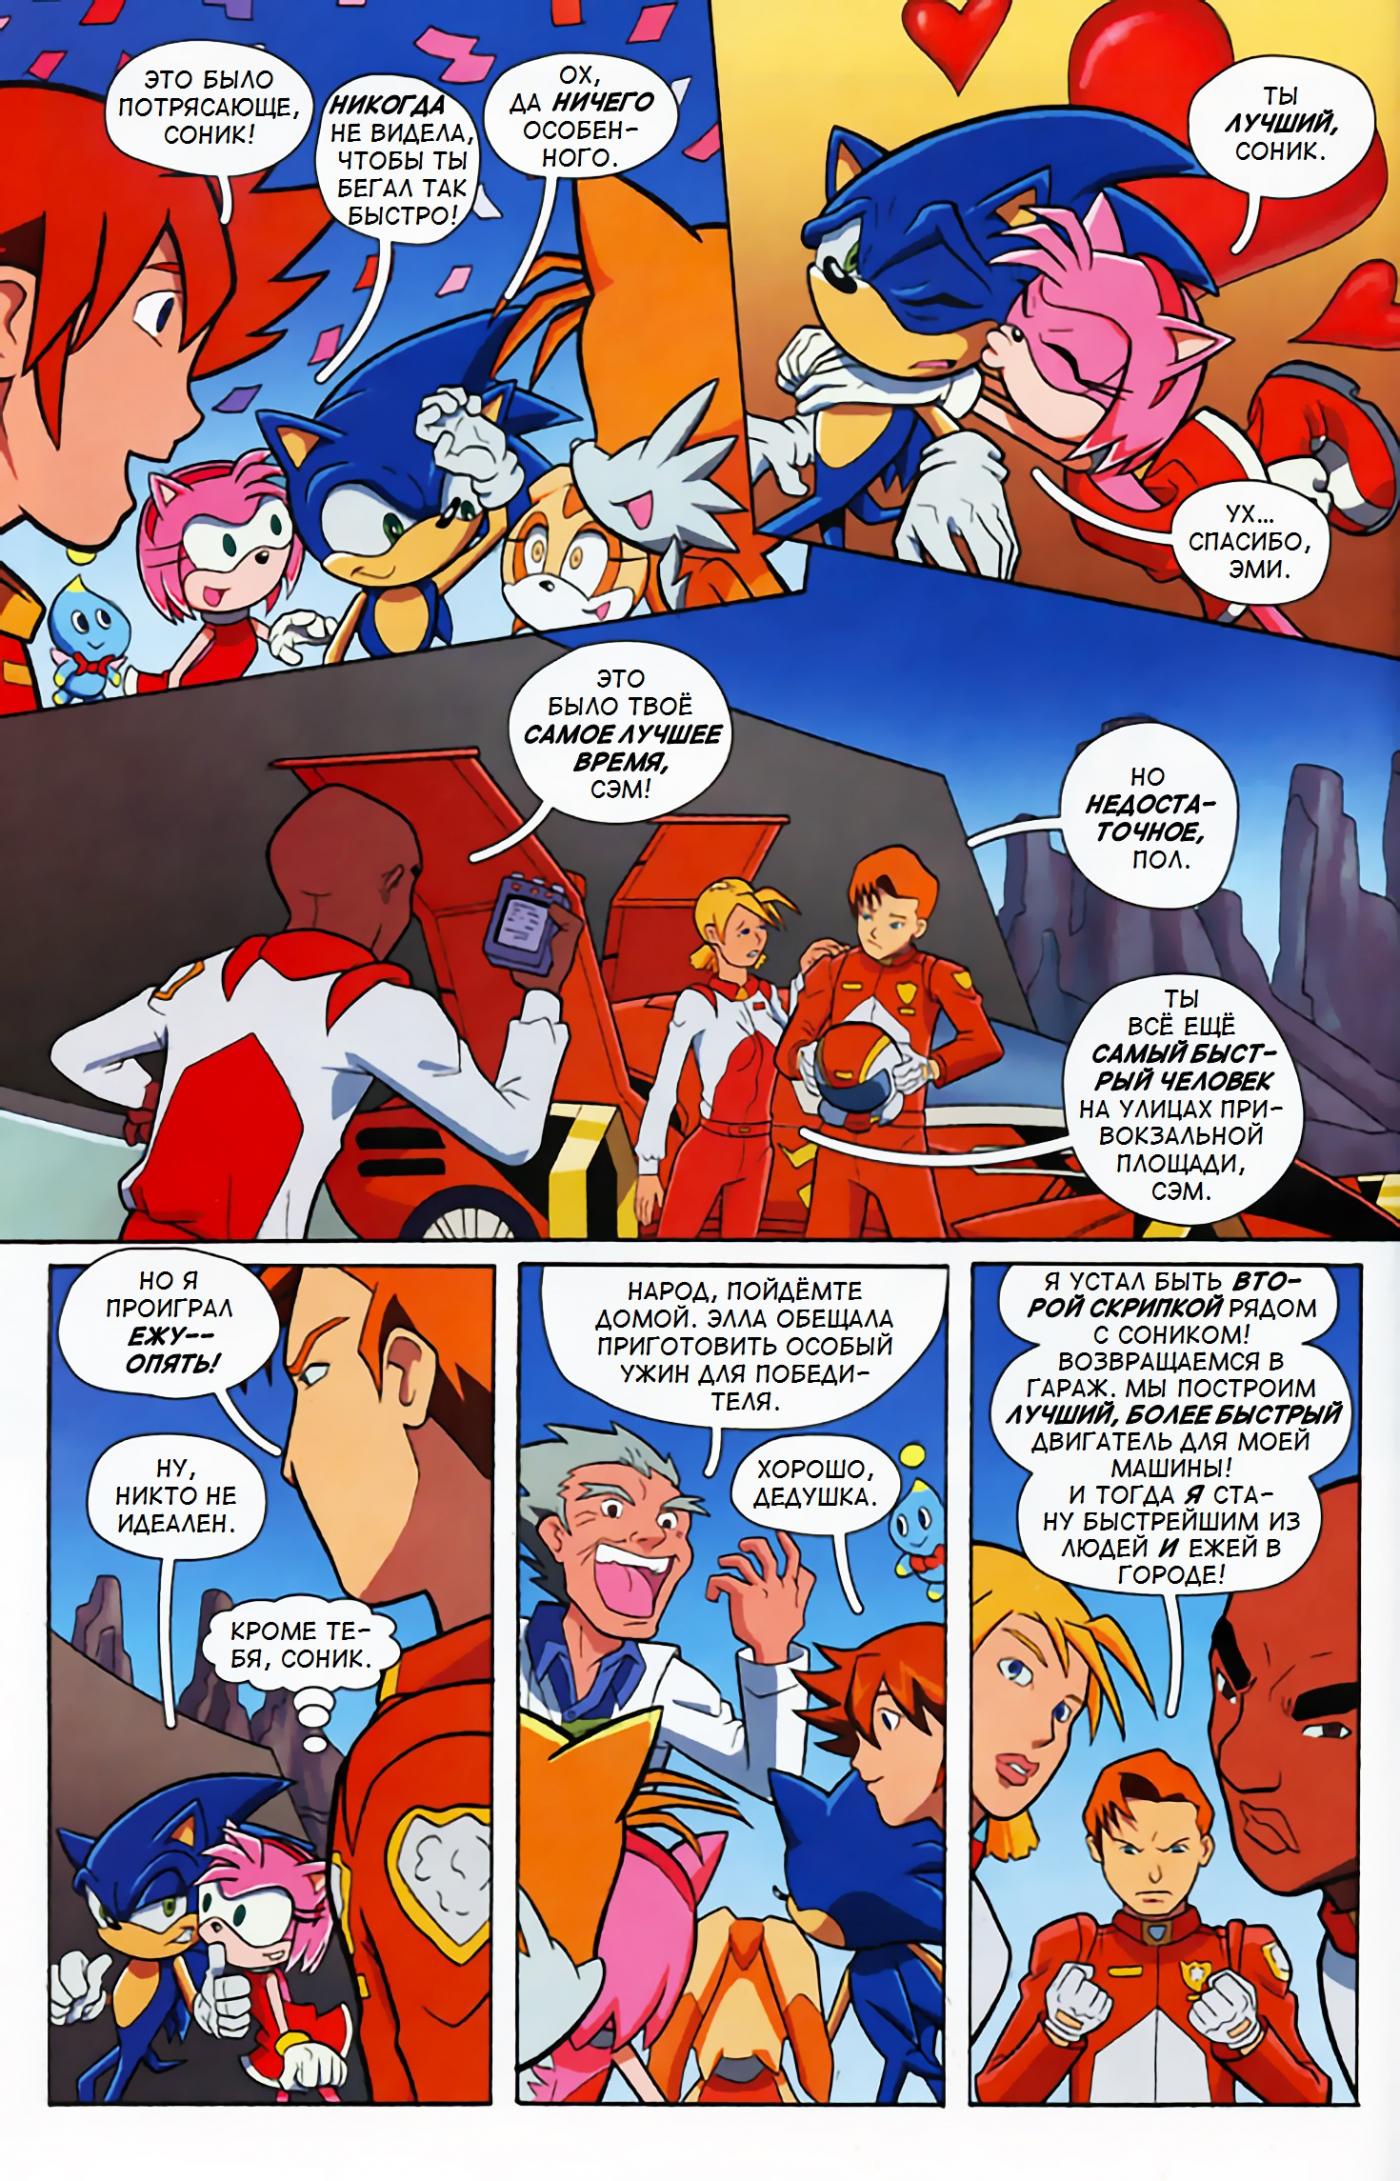 ЭТО БЫЛО
ПОТРЯСАЮЩЕ,
СОНИК!
НИКОГДА
НЕ ВИДЕЛА,
ЧТОБЫ ТЫ
БЕГАЛ ТАК
БЫСТРО!
ОХ,
ДА НИЧЕГО
ОСОБЕН-
НОГО.
ТЫ
ЛУЧШИЙ,
СОНИК.
УХ...
СПАСИБО,
ЭМИ.
ЭТО
БЫЛО ТВОЁ
САМОЕ ЛУЧШЕЕ
ВРЕМЯ,
СЭМ!
НО
НЕДОСТА-
ТОЧНОЕ,
ПОЛ.
ТЫ
ВСЁ ЕЩЁ
САМЫЙ БЫСТ-
РЫЙ ЧЕЛОВЕК
НА УЛИЦАХ ПРИ-
ВОКЗАЛЬНОЙ
ПЛОЩАДИ,
СЭМ.
НО Я
ПРОИГРАЛ
ЕЖУ--
ОПЯТЬ!
НУ,
НИКТО НЕ
ИДЕАЛЕН.
КРОМЕ ТЕ-
БЯ, СОНИК.
НАРОД, ПОЙДЁМТЕ
ДОМОЙ. ЭЛЛА ОБЕЩАЛА
ПРИГОТОВИТЬ ОСОБЫЙ
УЖИН ДЛЯ ПОБЕДИ-
ТЕЛЯ.
ХОРОШО,
ДЕДУШКА.
Я УСТАЛ БЫТЬ ВТО-
РОЙ СКРИПКОЙ РЯДОМ
С СОНИКОМ!
ВОЗВРАЩАЕМСЯ В
ГАРАЖ. МЫ ПОСТРОИМ
ЛУЧШИЙ, БОЛЕЕ БЫСТРЫЙ
ДВИГАТЕЛЬ ДЛЯ МОЕЙ
МАШИНЫ!
И ТОГДА Я СТА-
НУ БЫСТРЕЙШИМ ИЗ
ЛЮДЕЙ И ЕЖЕЙ В
ГОРОДЕ!